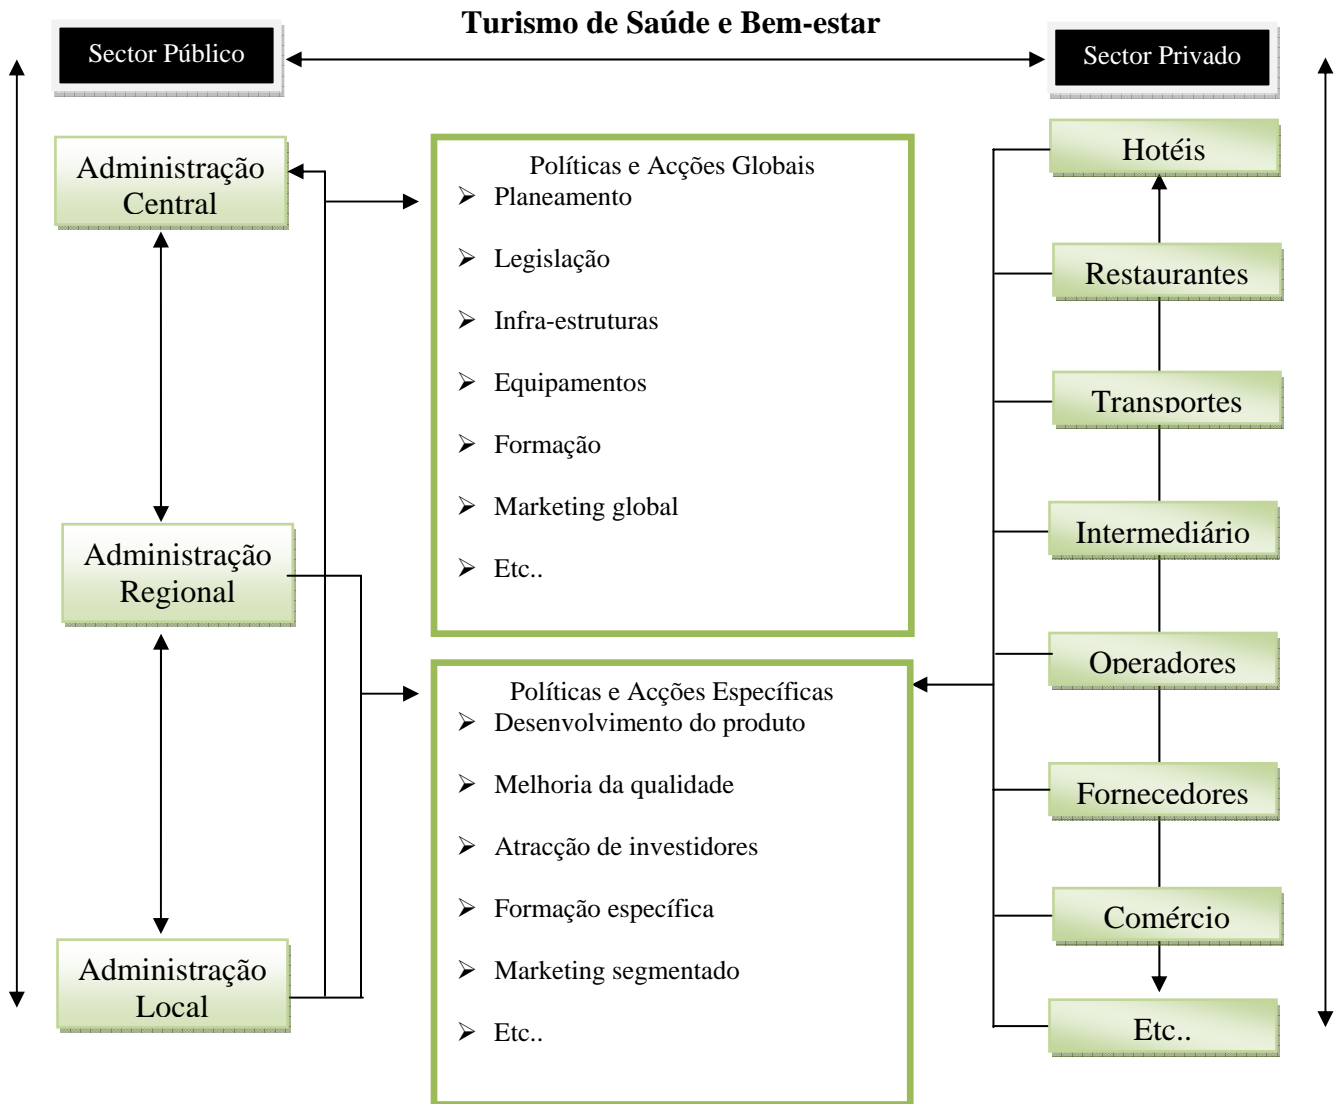 Turismo de Saúde e Bem-estar
Sector Público
Sector Privado
Administração
Central
Administração
Regional
Administração
Local
Políticas e Acções Globais
➢ Planeamento
➢ Legislação
➢ Infra-estruturas
➢ Equipamentos
➢ Formação
➢ Marketing global
➢ Etc..
Políticas e Acções Específicas
➢ Desenvolvimento do produto
➢ Melhoria da qualidade
➢ Atracção de investidores
➢ Formação específica
➢ Marketing segmentado
➢ Etc..
Hotéis
Restaurantes
Transportes
Intermediário
Operadores
Fornecedores
Comércio
Etc..